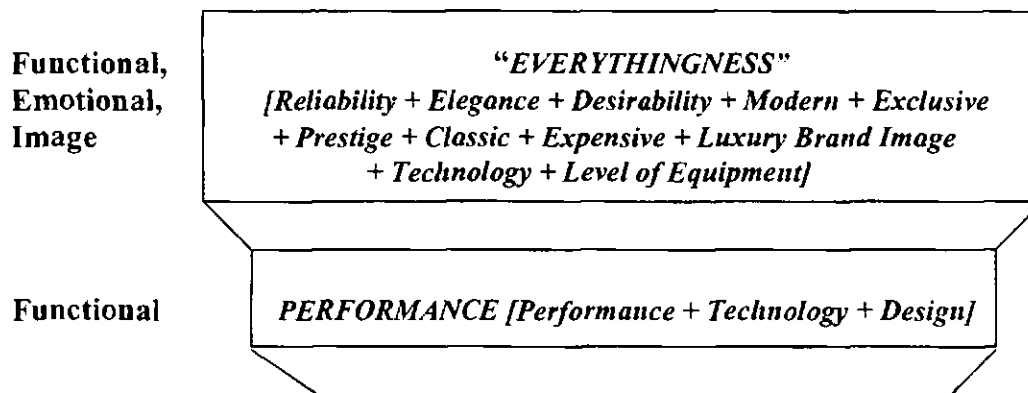 Functional,
Emotional,
Image
“EVERYTHINGNESS”
[Reliability + Elegance + Desirability + Modern + Exclusive
+ Prestige + Classic + Expensive + Luxury Brand Image
+ Technology + Level of Equipment]
Functional
PERFORMANCE [Performance + Technology + Design]